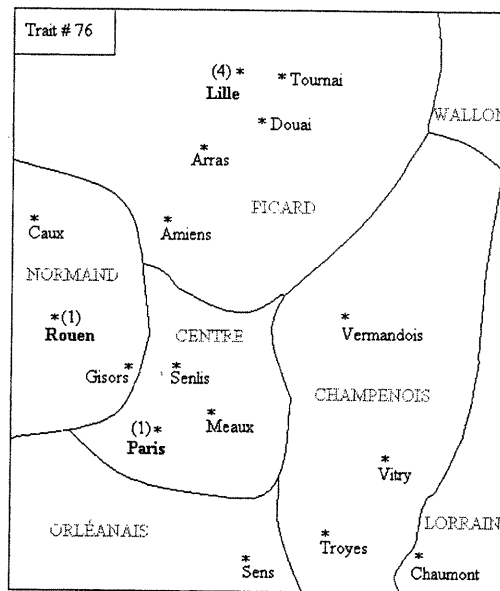 Trait # 76
(4) * * Tournai
Lille
WALLON
* Douai
*
Arras
PICARD
*
Caux
*
Amiens
NORMAND
* (1)
Rouen
CENTRE
*
Vermandois
Gisors *
*
Senlis
CHAMPENOIS
(1) *
Paris
*
Meaux
*
Vitry
ORLÉANAIS
LORRAIN
*
Troyes
*
Sens
*
Chaumont